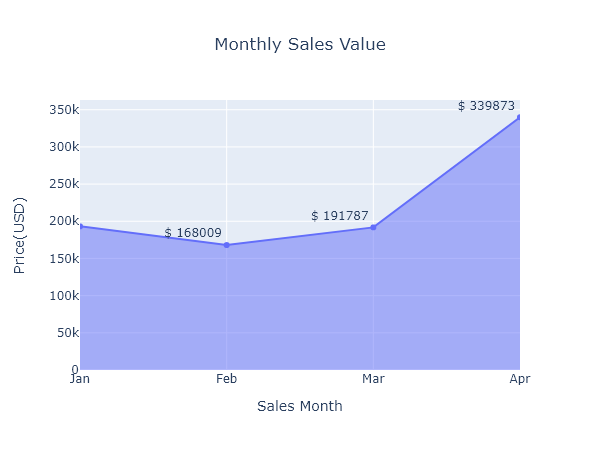 Monthly Sales Value
$ 339873
350k
300k
250k
$ 191787
200k
$ 168009
150k
100k
50k
0
Jan Feb Mar Apr
Sales Month
Price(USD)